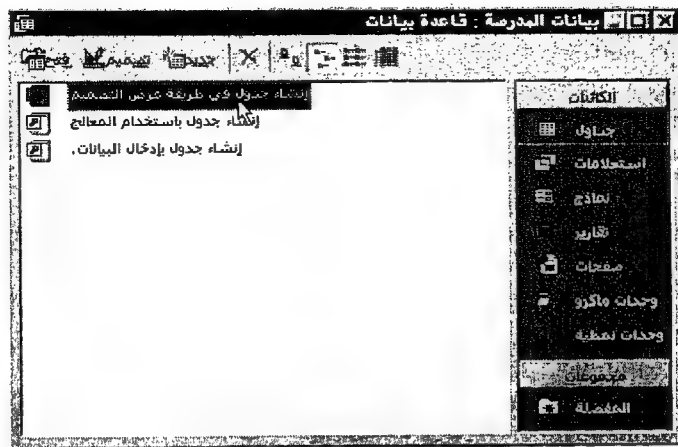 بيانات المدرسة : قاعدة بيانات
فتح تصميم جديد
إنشاء جدول في طريقة عرض التصميم
إنشاء جدول باستخدام المعالج
إنشاء جدول بإدخال البيانات.
الكائنات
جداول
استعلامات
نماذج
تقارير
صفحات
وحدات ماكرو
وحدات نمطية
مجموعات
المفضلة